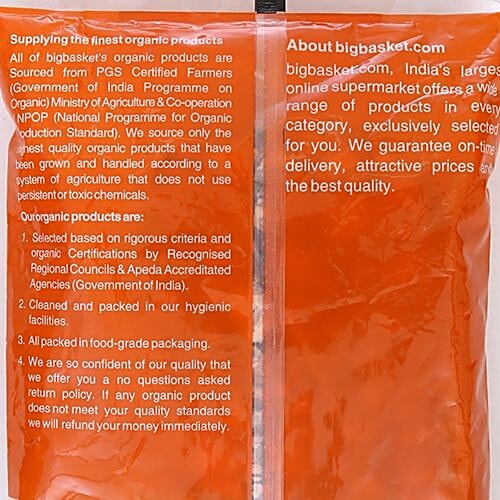 Supplying the finest organic products
All of bigbasket's organic products are
Sourced from PGS Certified Farmers
(Government of India Programme on
Organic) Ministry of Agriculture & Co-operation
NPOP (National Programme for Organic
oduction Standard). We source only the
quality organic products that have
been grown and handled according to a
system of agriculture that does not use
persistent or toxic chemicals.
Our organic products are:
1. Selected based on rigorous criteria and
organic Certifications by Recognised
Regional Councils & Apeda Accreditated
Agencies (Government of India).
2. Cleaned and packed in our hygienic
facilities.
3. All packed in food-grade packaging.
4. We are so confident of our quality that
we offer you a no questions asked
return policy. If any organic product
does not meet your quality standards
we will refund your money immediately.
About bigbasket.com
bigbasket.com, India's larges
online supermarket offers a wide
range of products in every
category, exclusively selected
for you. We guarantee on-time
delivery, attractive prices and
the best quality.